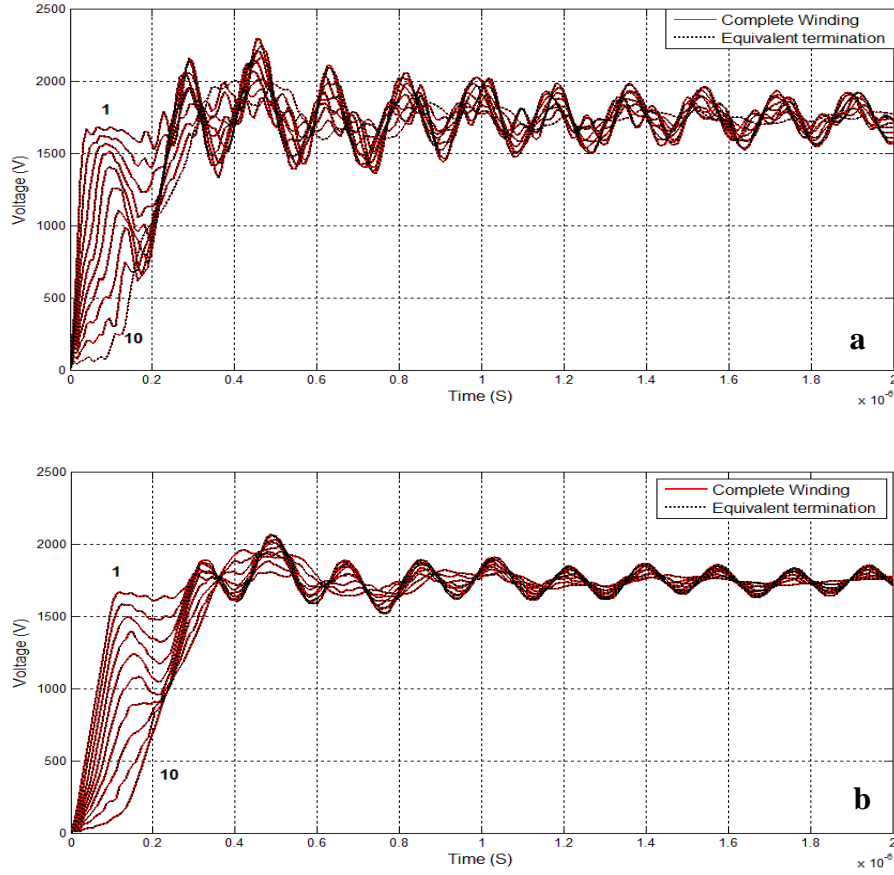 2500
2000
1500
1000
500
0
Voltage (V)
1
10
Complete Winding
Equivalent termination
a
0 0.2 0.4 0.6 0.8 1 1.2 1.4 1.6 1.8 2
Time (S)
x 10⁻⁶
2500
2000
1500
1000
500
0
Voltage (V)
1
10
Complete Winding
Equivalent termination
b
0 0.2 0.4 0.6 0.8 1 1.2 1.4 1.6 1.8 2
Time (S)
x 10⁻⁶